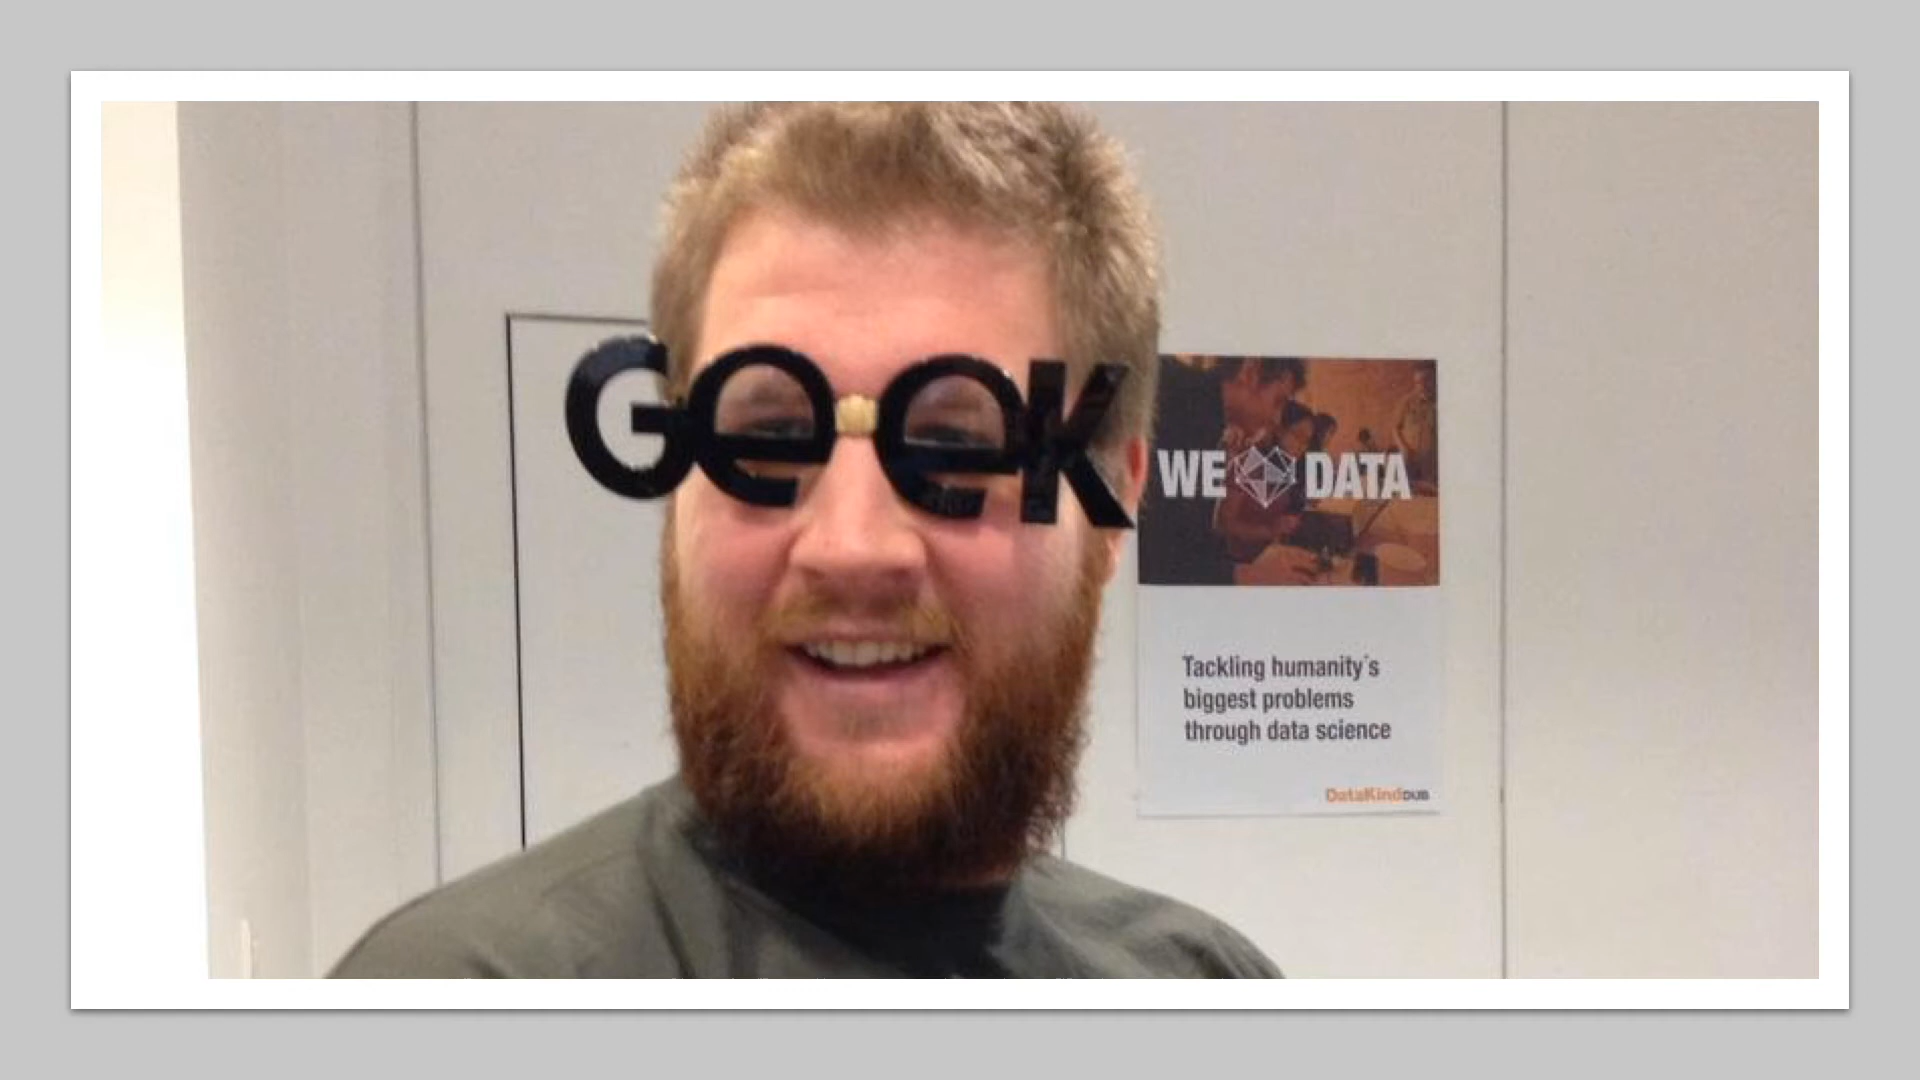 GeeK
WE DATA
Tackling humanity's
biggest problems
through data science
DataKindDUB